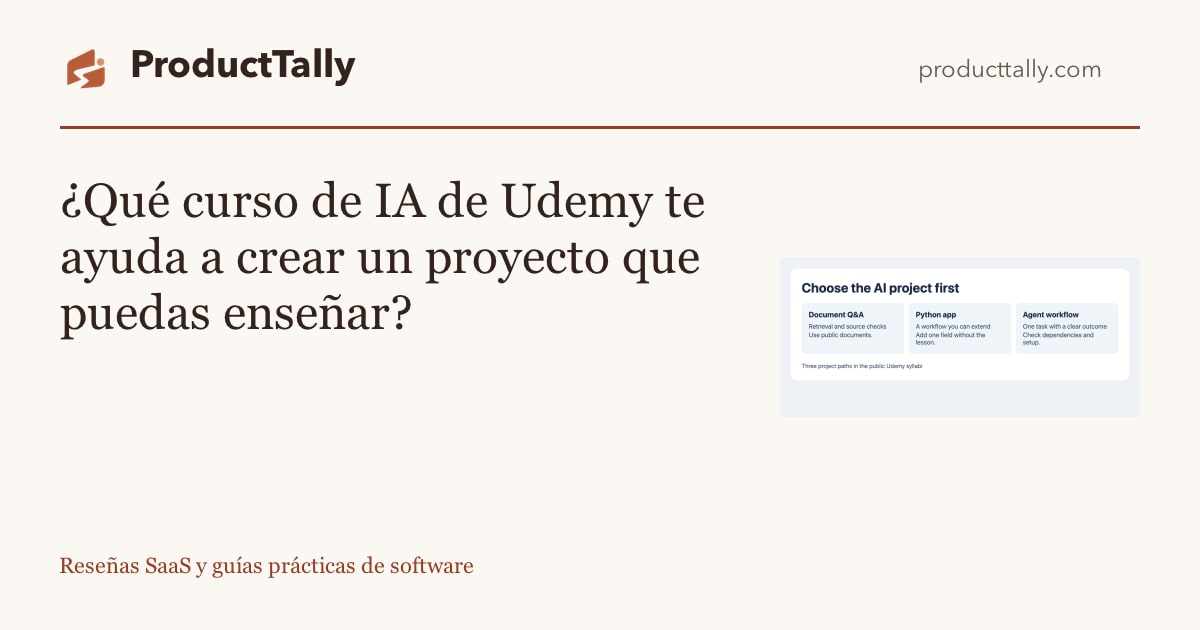 ProductTally
producttally.com
¿Qué curso de IA de Udemy te
ayuda a crear un proyecto que
puedas enseñar?
Choose the AI project first
Document Q&A
Retrieval and source checks
Use public documents.
Python app
A workflow you can extend
Add one field without the
lesson.
Agent workflow
One task with a clear outcome
Check dependencies and
setup.
Three project paths in the public Udemy syllabi
Reseñas SaaS y guías prácticas de software